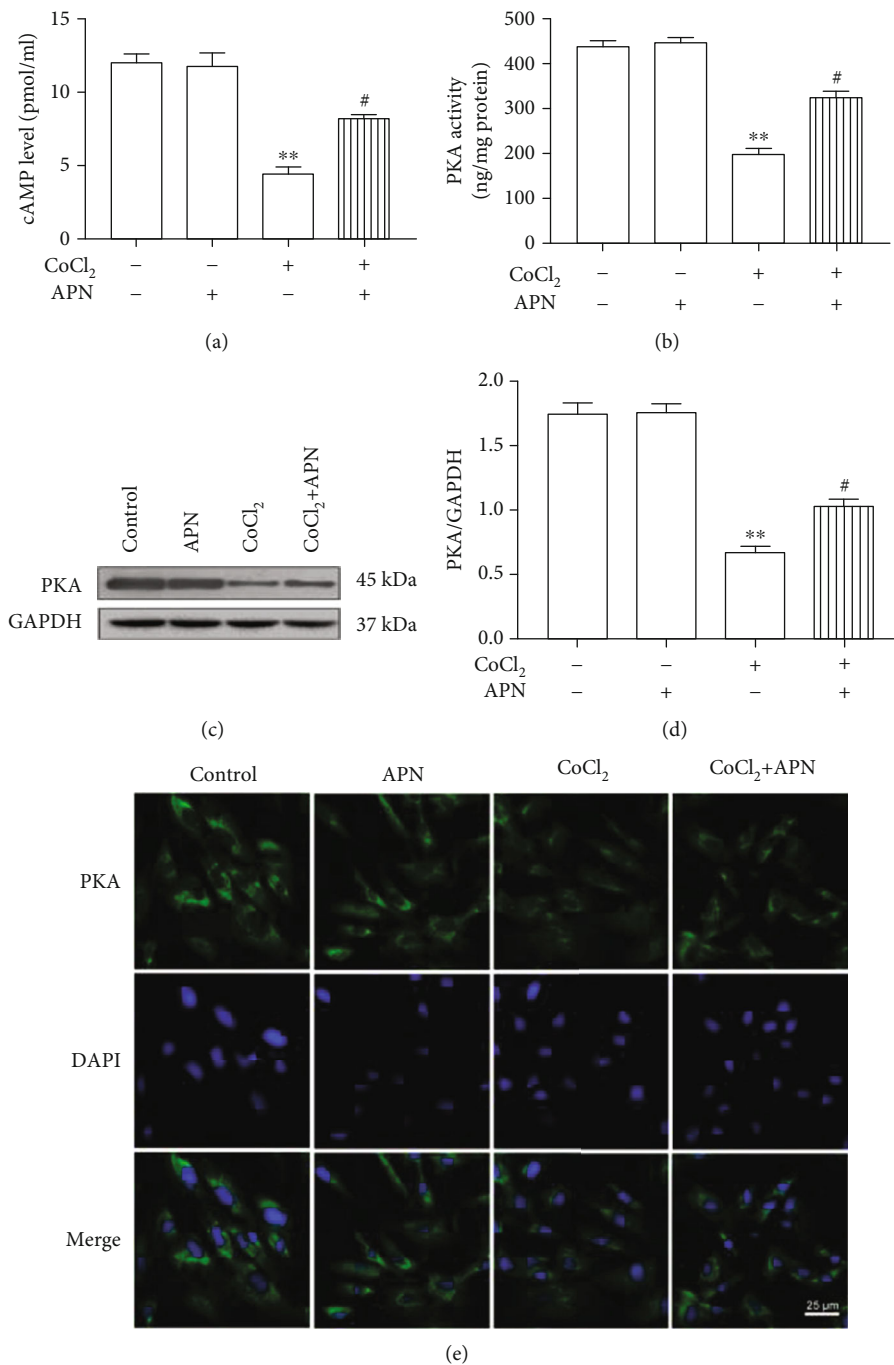 15
10
5
0
cAMP level (pmol/ml)
**
#
CoCl2 − − + +
APN − + − +
(a)
500
400
300
200
100
0
PKA activity
(ng/mg protein)
**
#
CoCl2 − − + +
APN − + − +
(b)
Control APN CoCl2 CoCl2+APN
PKA 45 kDa
GAPDH 37 kDa
(c)
2.0
1.5
1.0
0.5
0.0
PKA/GAPDH
**
#
CoCl2 − − + +
APN − + − +
(d)
Control APN CoCl2 CoCl2+APN
PKA
DAPI
Merge
25 μm
(e)